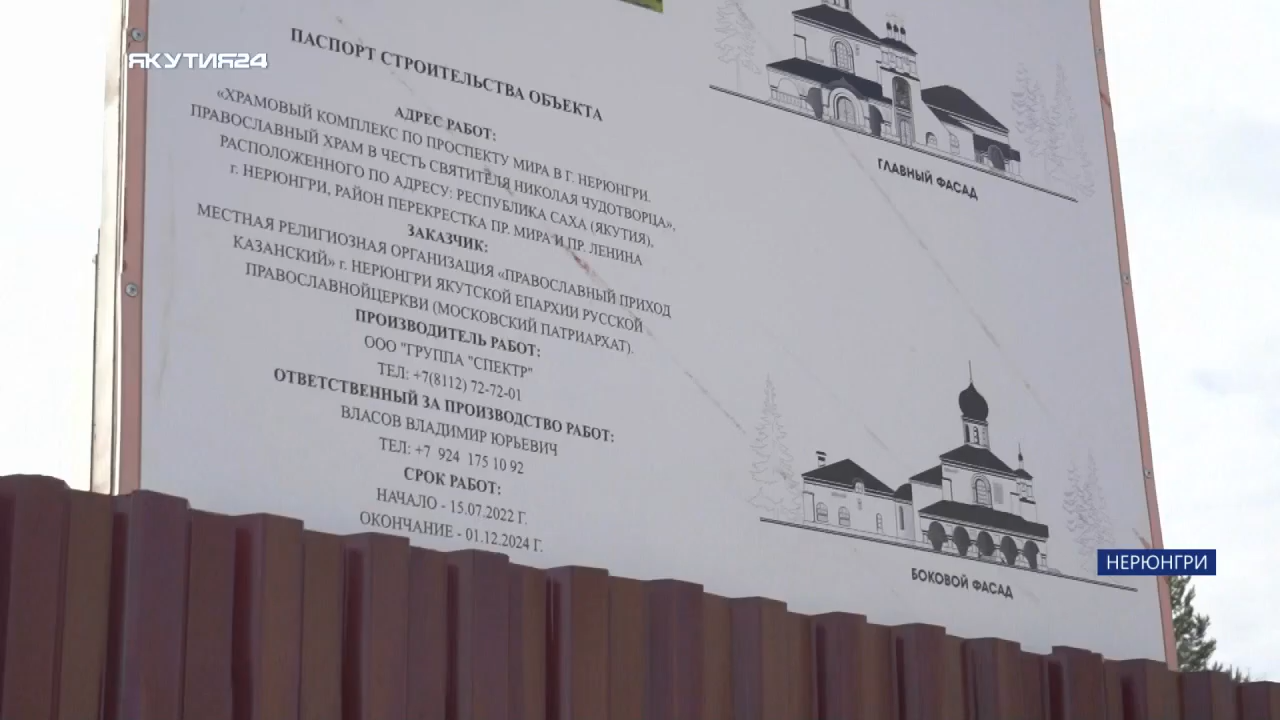 ЯКУТИЯ24
ПАСПОРТ СТРОИТЕЛЬСТВА ОБЪЕКТА
АДРЕС РАБОТ:
«ХРАМОВЫЙ КОМПЛЕКС ПО ПРОСПЕКТУ МИРА В Г. НЕРЮНГРИ.
ПРАВОСЛАВНЫЙ ХРАМ В ЧЕСТЬ СВЯТИТЕЛЯ НИКОЛАЯ ЧУДОТВОРЦА»,
РАСПОЛОЖЕННОГО ПО АДРЕСУ: РЕСПУБЛИКА САХА (ЯКУТИЯ),
г. НЕРЮНГРИ, РАЙОН ПЕРЕКРЕСТКА ПР. МИРА И ПР. ЛЕНИНА
ЗАКАЗЧИК:
МЕСТНАЯ РЕЛИГИОЗНАЯ ОРГАНИЗАЦИЯ «ПРАВОСЛАВНЫЙ ПРИХОД
КАЗАНСКИЙ» г. НЕРЮНГРИ ЯКУТСКОЙ ЕПАРХИИ РУССКОЙ
ПРАВОСЛАВНОЙЦЕРКВИ (МОСКОВСКИЙ ПАТРИАРХАТ).
ПРОИЗВОДИТЕЛЬ РАБОТ:
ООО "ГРУППА "СПЕКТР"
ТЕЛ: +7(8112) 72-72-01
ОТВЕТСТВЕННЫЙ ЗА ПРОИЗВОДСТВО РАБОТ:
ВЛАСОВ ВЛАДИМИР ЮРЬЕВИЧ
ТЕЛ: +7 924 175 10 92
СРОК РАБОТ:
НАЧАЛО - 15.07.2022 Г.
ОКОНЧАНИЕ - 01.12.2024 Г.
ГЛАВНЫЙ ФАСАД
БОКОВОЙ ФАСАД
НЕРЮНГРИ